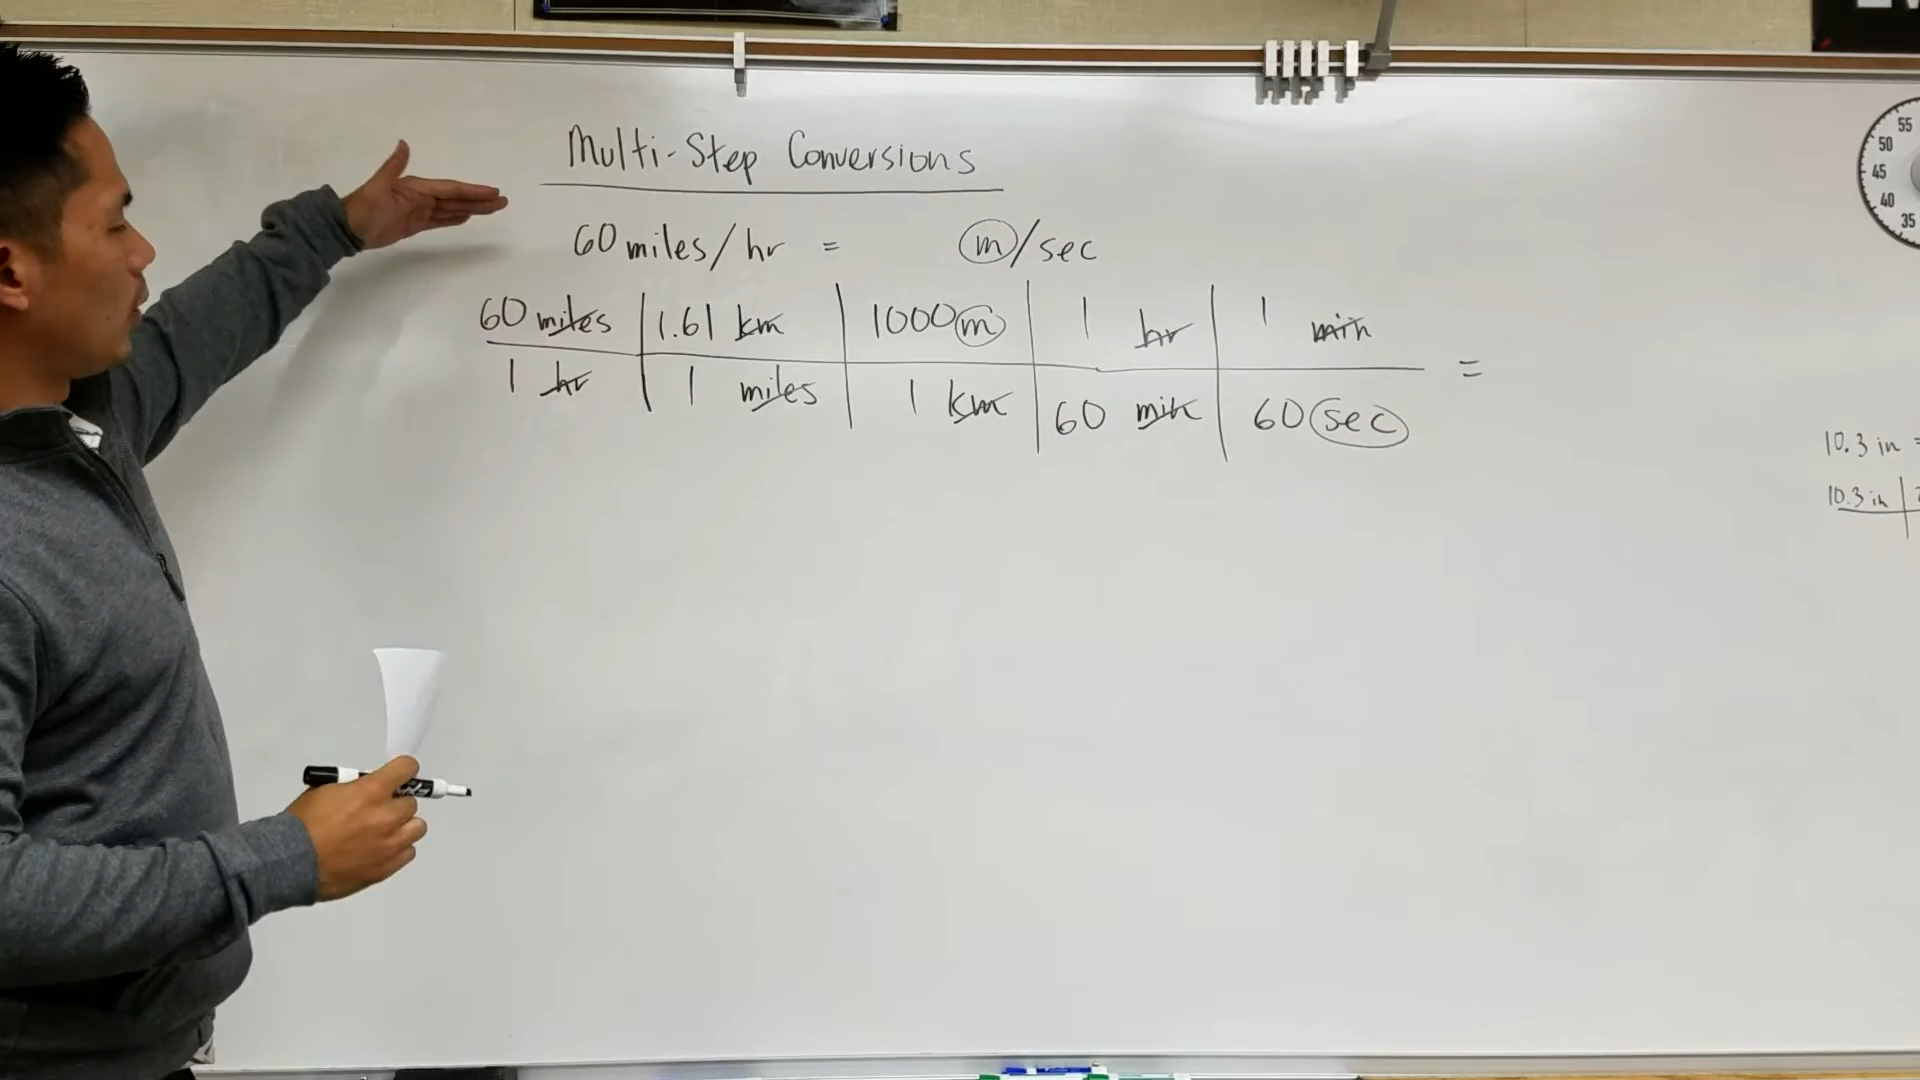 Multi-Step Conversions
60 miles/hr = m/sec
60 miles 1.61 km 1000 m 1 hr 1 min
1 hr 1 miles 1 km 60 min 60 sec =
10.3 in =
10.3 in
55
50
45
40
35